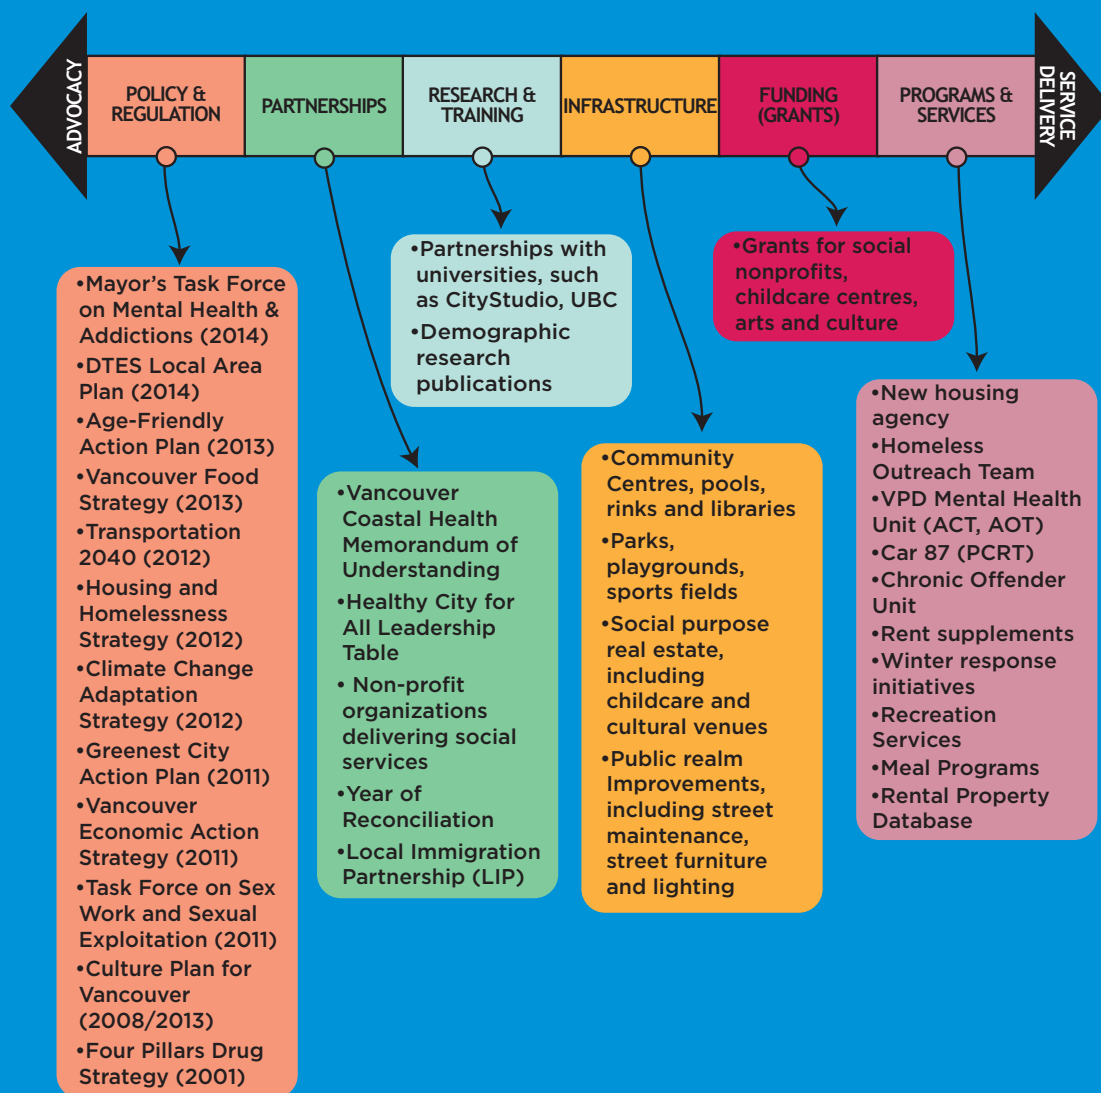 ADVOCACY
POLICY &
REGULATION
PARTNERSHIPS
RESEARCH &
TRAINING
INFRASTRUCTURE
FUNDING
(GRANTS)
PROGRAMS &
SERVICES
SERVICE
DELIVERY
•Mayor’s Task Force
on Mental Health &
Addictions (2014)
•DTES Local Area
Plan (2014)
•Age-Friendly
Action Plan (2013)
•Vancouver Food
Strategy (2013)
•Transportation
2040 (2012)
•Housing and
Homelessness
Strategy (2012)
•Climate Change
Adaptation
Strategy (2012)
•Greenest City
Action Plan (2011)
•Vancouver
Economic Action
Strategy (2011)
•Task Force on Sex
Work and Sexual
Exploitation (2011)
•Culture Plan for
Vancouver
(2008/2013)
•Four Pillars Drug
Strategy (2001)
•Vancouver
Coastal Health
Memorandum of
Understanding
•Healthy City for
All Leadership
Table
• Non-profit
organizations
delivering social
services
•Year of
Reconciliation
•Local Immigration
Partnership (LIP)
•Partnerships with
universities, such
as CityStudio, UBC
•Demographic
research
publications
•Community
Centres, pools,
rinks and libraries
•Parks,
playgrounds,
sports fields
•Social purpose
real estate,
including
childcare and
cultural venues
•Public realm
Improvements,
including street
maintenance,
street furniture
and lighting
•Grants for social
nonprofits,
childcare centres,
arts and culture
•New housing
agency
•Homeless
Outreach Team
•VPD Mental Health
Unit (ACT, AOT)
•Car 87 (PCRT)
•Chronic Offender
Unit
•Rent supplements
•Winter response
initiatives
•Recreation
Services
•Meal Programs
•Rental Property
Database